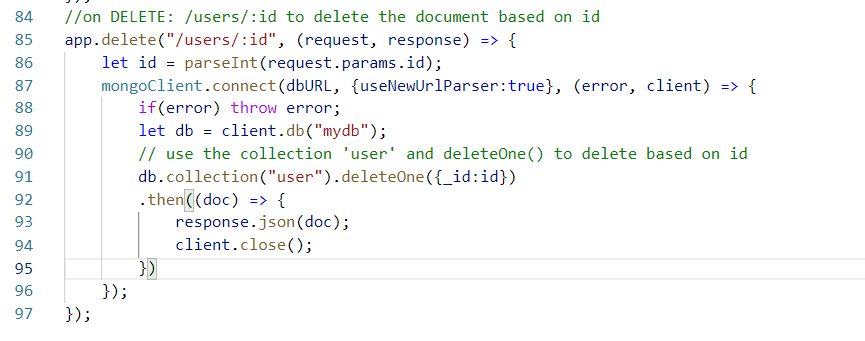 84 //on DELETE: /users/:id to delete the document based on id
85 app.delete("/users/:id", (request, response) => {
86 let id = parseInt(request.params.id);
87 mongoClient.connect(dbURL, {useNewUrlParser:true}, (error, client) => {
88 if(error) throw error;
89 let db = client.db("mydb");
90 // use the collection 'user' and deleteOne() to delete based on id
91 db.collection("user").deleteOne({_id:id})
92 .then((doc) => {
93 response.json(doc);
94 client.close();
95 })
96 });
97 });